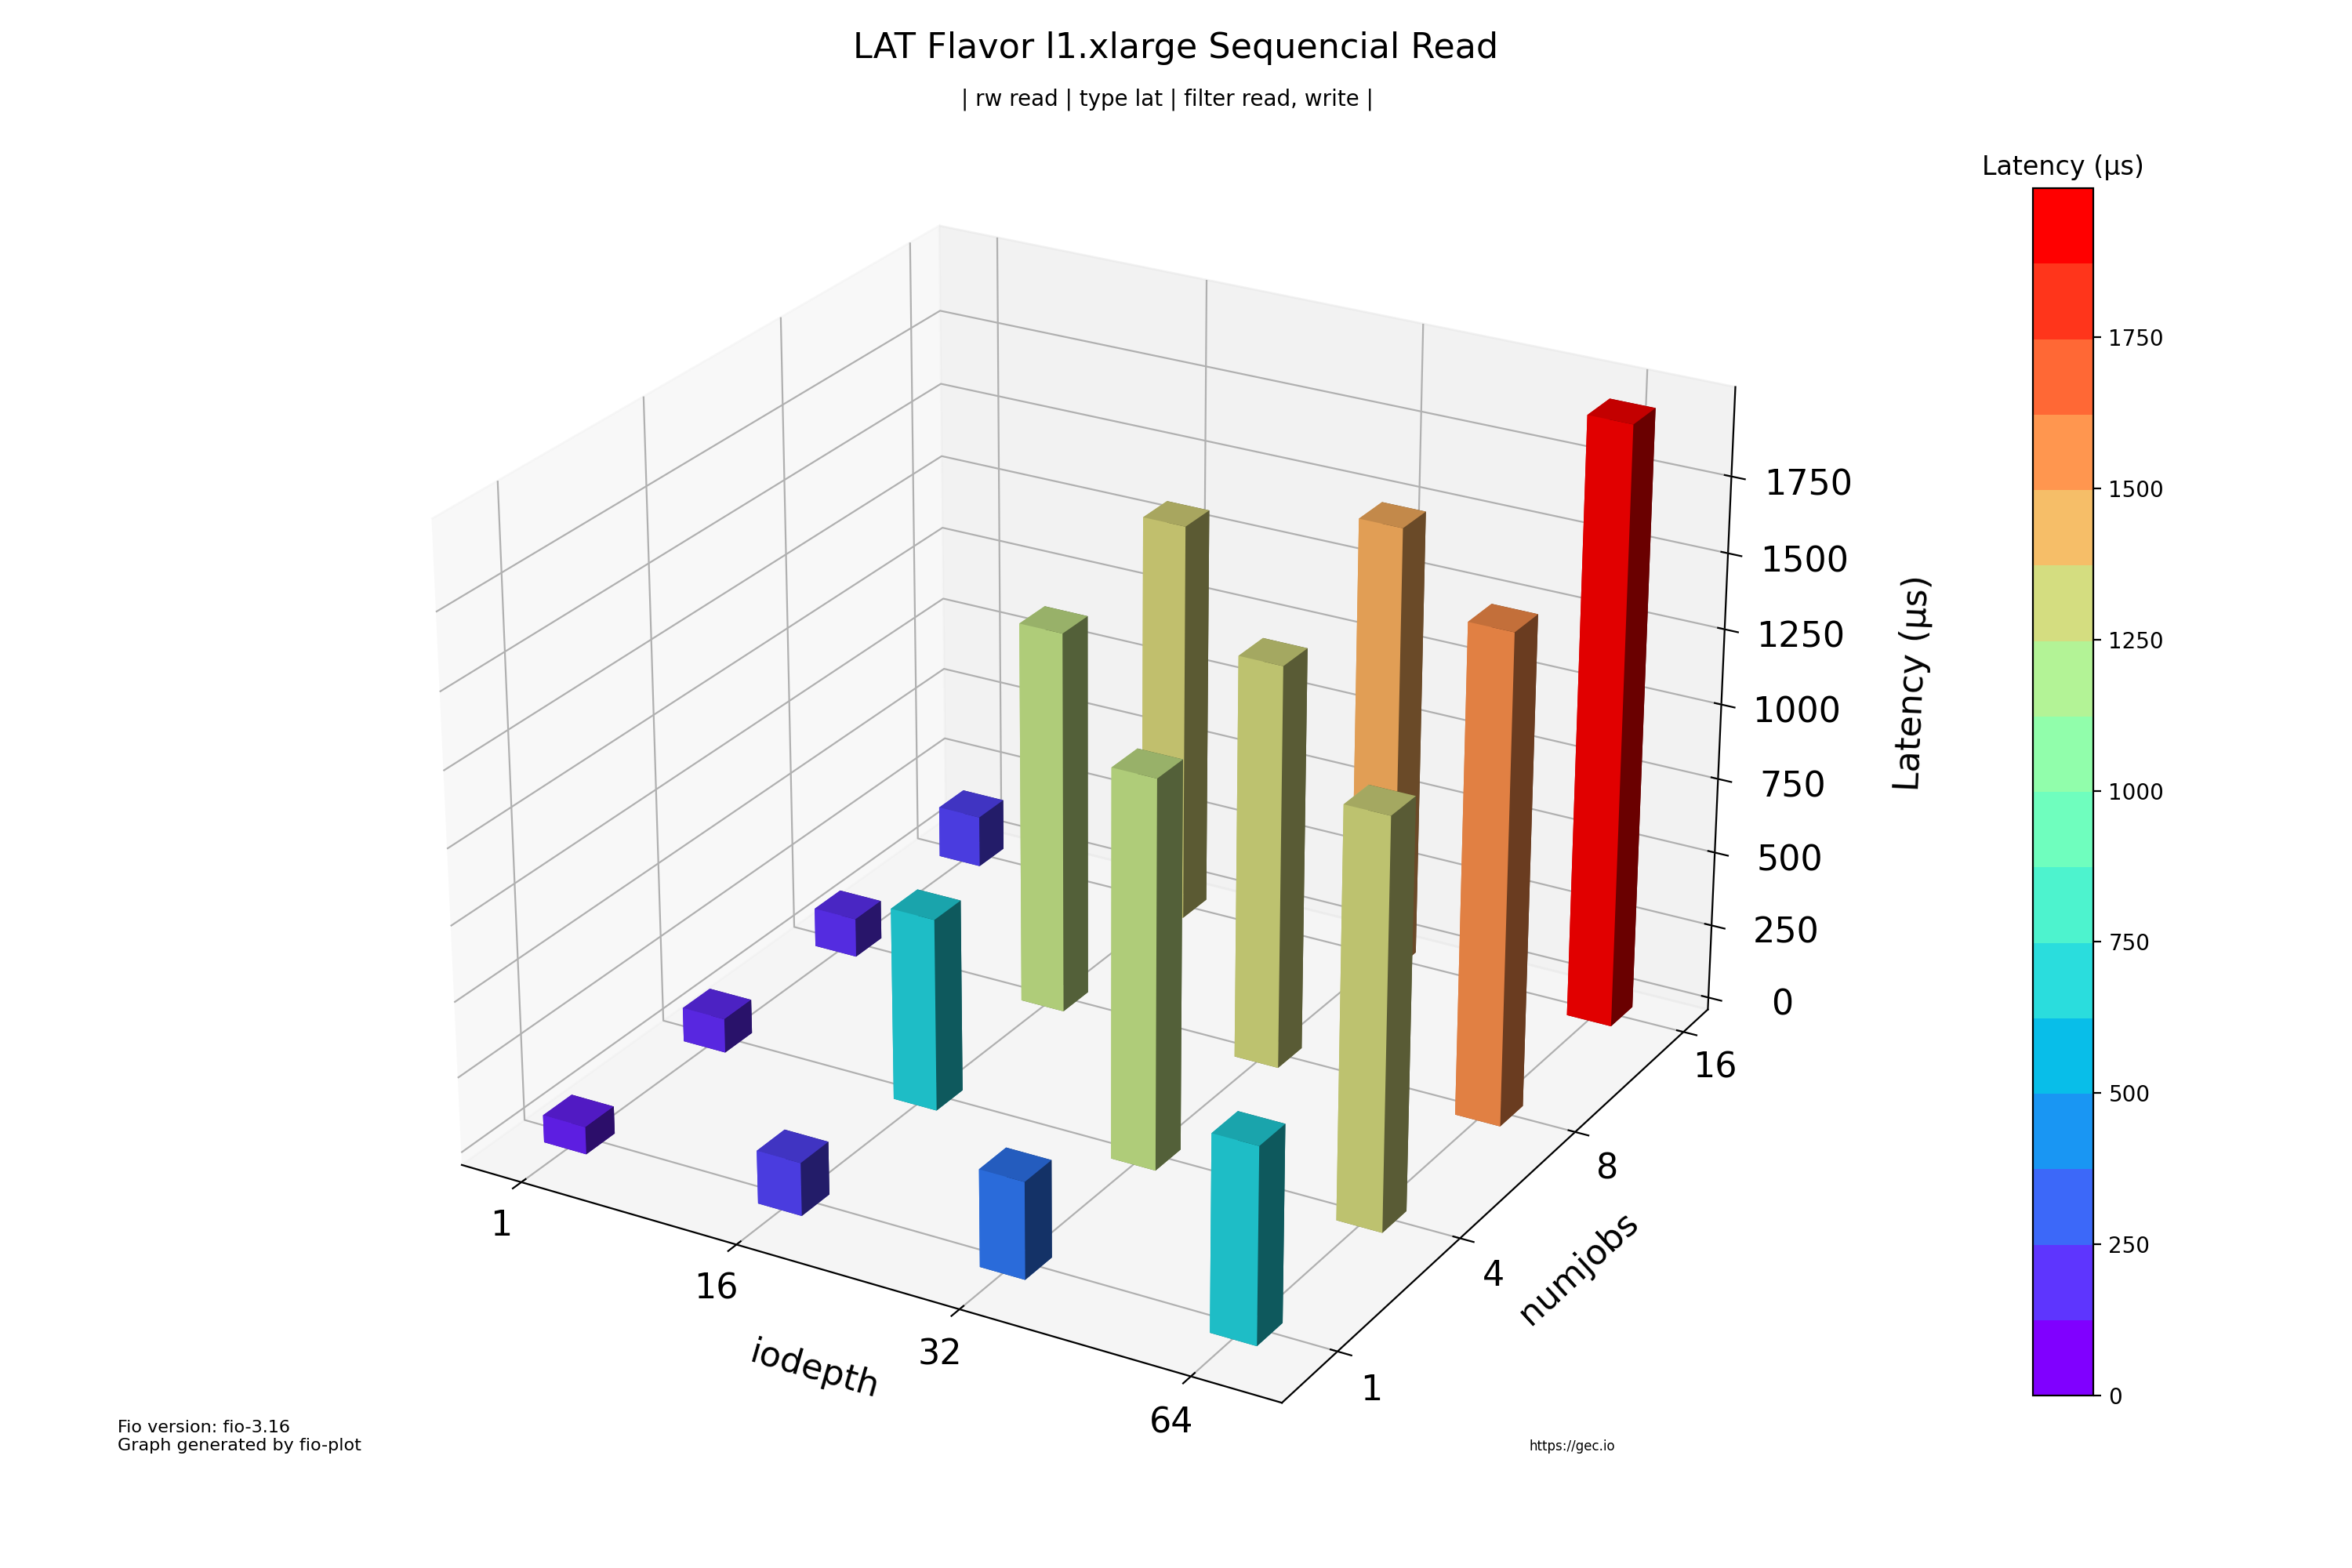 LAT Flavor l1.xlarge Sequencial Read
| rw read | type lat | filter read, write |
Latency (µs)
1750
1500
1250
1000
750
500
250
0
1750
1500
1250
1000
750
500
250
0
Latency (µs)
16
8
4
1
numjobs
1
16
32
64
iodepth
Fio version: fio-3.16
Graph generated by fio-plot
https://gec.io